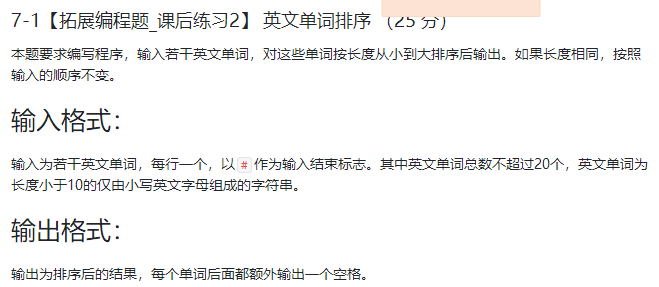 7-1【拓展编程题_课后练习2】 英文单词排序 （25 分）
本题要求编写程序，输入若干英文单词，对这些单词按长度从小到大排序后输出。如果长度相同，按照
输入的顺序不变。
输入格式：
输入为若干英文单词，每行一个，以 # 作为输入结束标志。其中英文单词总数不超过20个，英文单词为
长度小于10的仅由小写英文字母组成的字符串。
输出格式：
输出为排序后的结果，每个单词后面都额外输出一个空格。